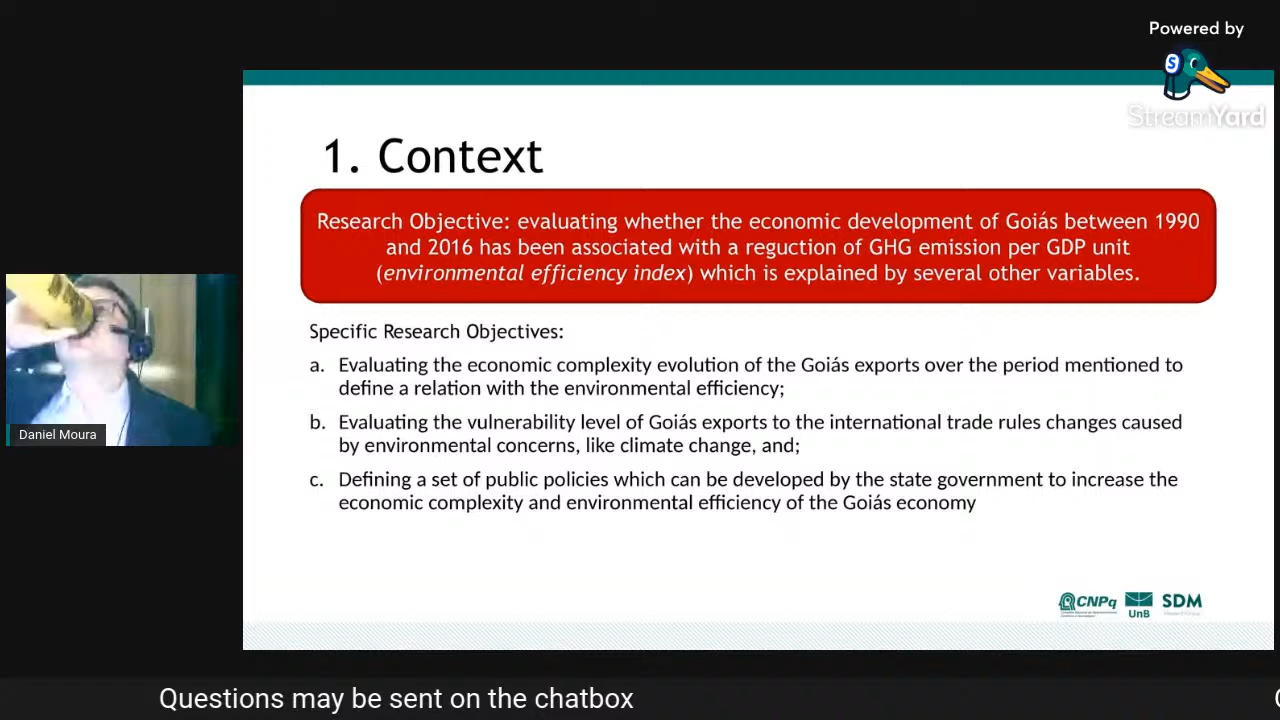 Powered by
S
StreamYard
1. Context
Research Objective: evaluating whether the economic development of Goiás between 1990
and 2016 has been associated with a reguction of GHG emission per GDP unit
(environmental efficiency index) which is explained by several other variables.
Specific Research Objectives:
a. Evaluating the economic complexity evolution of the Goiás exports over the period mentioned to
define a relation with the environmental efficiency;
b. Evaluating the vulnerability level of Goiás exports to the international trade rules changes caused
by environmental concerns, like climate change, and;
c. Defining a set of public policies which can be developed by the state government to increase the
economic complexity and environmental efficiency of the Goiás economy
Daniel Moura
CNPq
UnB
SDM
Questions may be sent on the chatbox